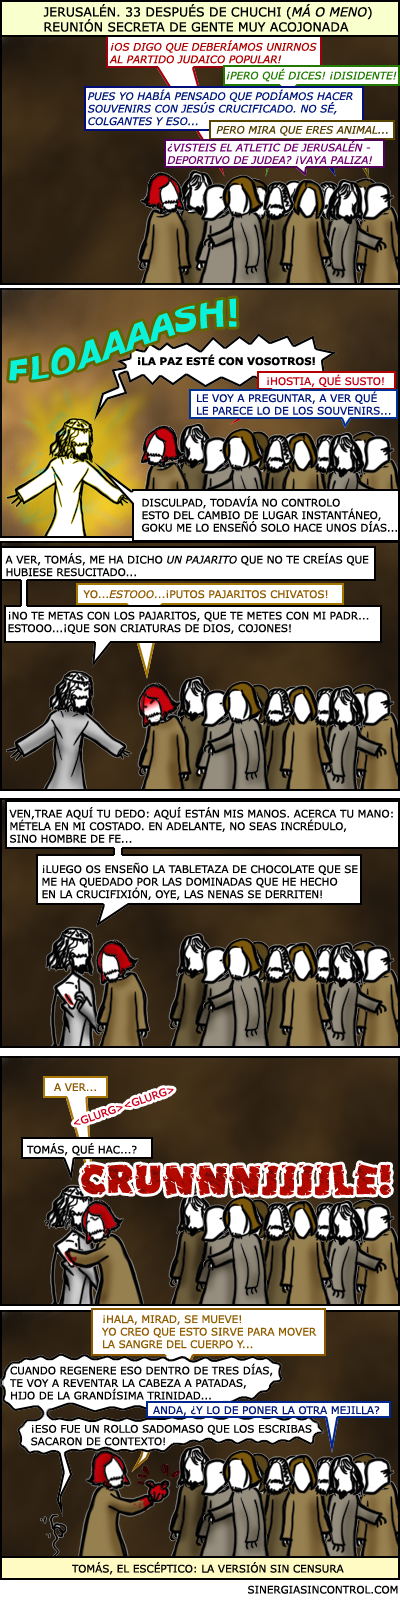 JERUSALÉN. 33 DESPUÉS DE CHUCHI (MÁ O MENO)
REUNIÓN SECRETA DE GENTE MUY ACOJONADA
¡OS DIGO QUE DEBERÍAMOS UNIRNOS
AL PARTIDO JUDAICO POPULAR!
¡PERO QUÉ DICES! ¡DISIDENTE!
PUES YO HABÍA PENSADO QUE PODÍAMOS HACER
SOUVENIRS CON JESÚS CRUCIFICADO. NO SÉ,
COLGANTES Y ESO...
PERO MIRA QUE ERES ANIMAL...
¿VISTEIS EL ATLETIC DE JERUSALÉN -
DEPORTIVO DE JUDEA? ¡VAYA PALIZA!
FLOAAAAASH!
¡LA PAZ ESTÉ CON VOSOTROS!
¡HOSTIA, QUÉ SUSTO!
LE VOY A PREGUNTAR, A VER QUÉ
LE PARECE LO DE LOS SOUVENIRS...
DISCULPAD, TODAVÍA NO CONTROLO
ESTO DEL CAMBIO DE LUGAR INSTANTÁNEO,
GOKU ME LO ENSEÑÓ SOLO HACE UNOS DÍAS...
A VER, TOMÁS, ME HA DICHO UN PAJARITO QUE NO TE CREÍAS QUE
HUBIESE RESUCITADO...
YO...ESTOOO...¡PUTOS PAJARITOS CHIVATOS!
¡NO TE METAS CON LOS PAJARITOS, QUE TE METES CON MI PADR...
ESTOOO...¡QUE SON CRIATURAS DE DIOS, COJONES!
VEN,TRAE AQUÍ TU DEDO: AQUÍ ESTÁN MIS MANOS. ACERCA TU MANO:
MÉTELA EN MI COSTADO. EN ADELANTE, NO SEAS INCRÉDULO,
SINO HOMBRE DE FE...
¡LUEGO OS ENSEÑO LA TABLETAZA DE CHOCOLATE QUE SE
ME HA QUEDADO POR LAS DOMINADAS QUE HE HECHO
EN LA CRUCIFIXIÓN, OYE, LAS NENAS SE DERRITEN!
A VER...
<GLURG><GLURG>
TOMÁS, QUÉ HAC...?
CRUNNNJJJJLE!
¡HALA, MIRAD, SE MUEVE!
YO CREO QUE ESTO SIRVE PARA MOVER
LA SANGRE DEL CUERPO Y...
CUANDO REGENERE ESO DENTRO DE TRES DÍAS,
TE VOY A REVENTAR LA CABEZA A PATADAS,
HIJO DE LA GRANDÍSIMA TRINIDAD...
ANDA, ¿Y LO DE PONER LA OTRA MEJILLA?
¡ESO FUE UN ROLLO SADOMASO QUE LOS ESCRIBAS
SACARON DE CONTEXTO!
TOMÁS, EL ESCÉPTICO: LA VERSIÓN SIN CENSURA
SINERGIASINCONTROL.COM